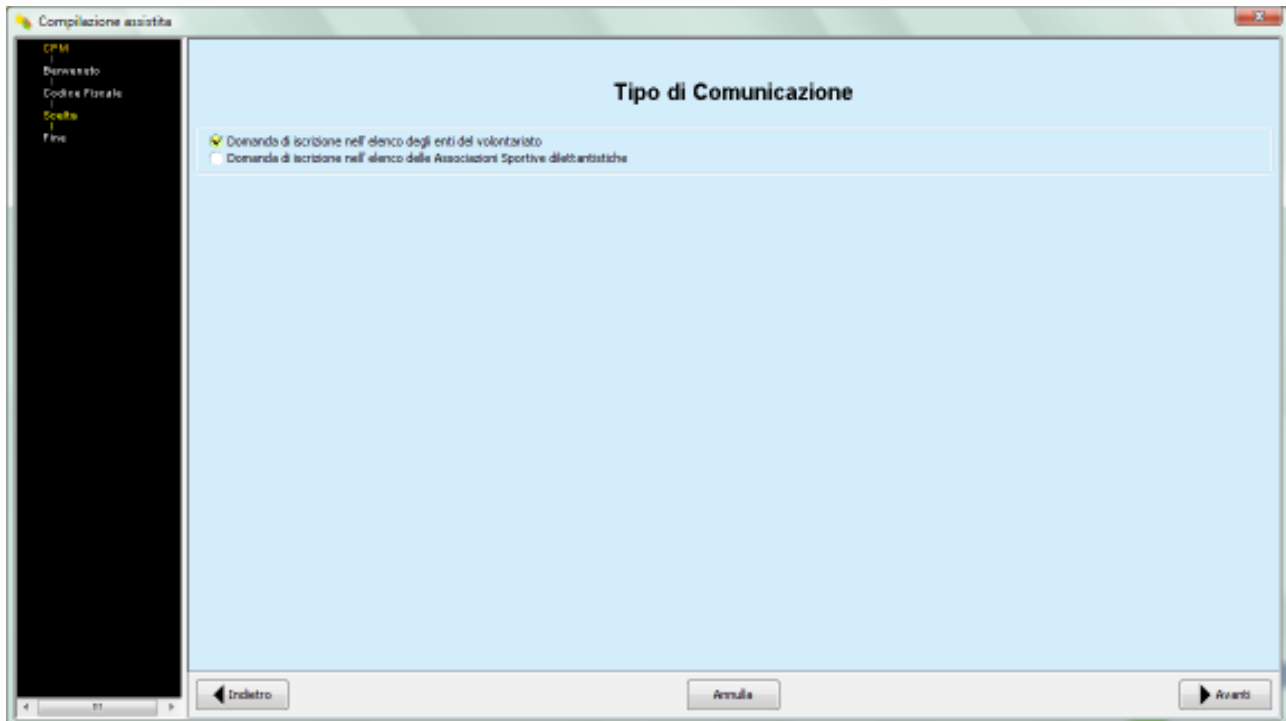 Compilazione assistita
CPM
Benvenuto
Codice Fiscale
Scelta
Fine
Tipo di Comunicazione
Domanda di iscrizione nell' elenco degli enti del volontariato
Domanda di iscrizione nell' elenco delle Associazioni Sportive dilettantistiche
Indietro
Annulla
Avanti